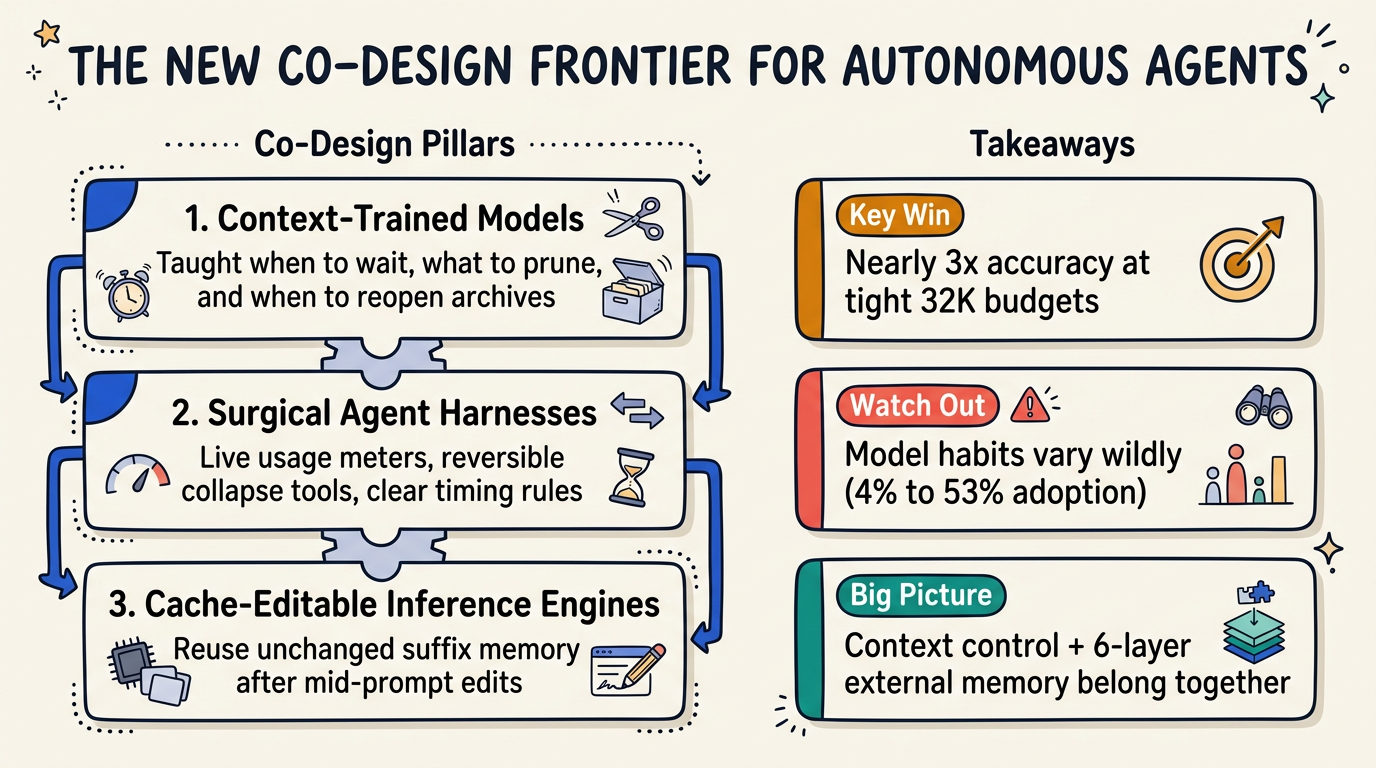 THE NEW CO-DESIGN FRONTIER FOR AUTONOMOUS AGENTS
Co-Design Pillars
1. Context-Trained Models
Taught when to wait, what to prune,
and when to reopen archives
2. Surgical Agent Harnesses
Live usage meters, reversible
collapse tools, clear timing rules
3. Cache-Editable Inference Engines
Reuse unchanged suffix memory
after mid-prompt edits
Takeaways
Key Win
Nearly 3x accuracy at
tight 32K budgets
Watch Out
Model habits vary wildly
(4% to 53% adoption)
Big Picture
Context control + 6-layer
external memory belong together